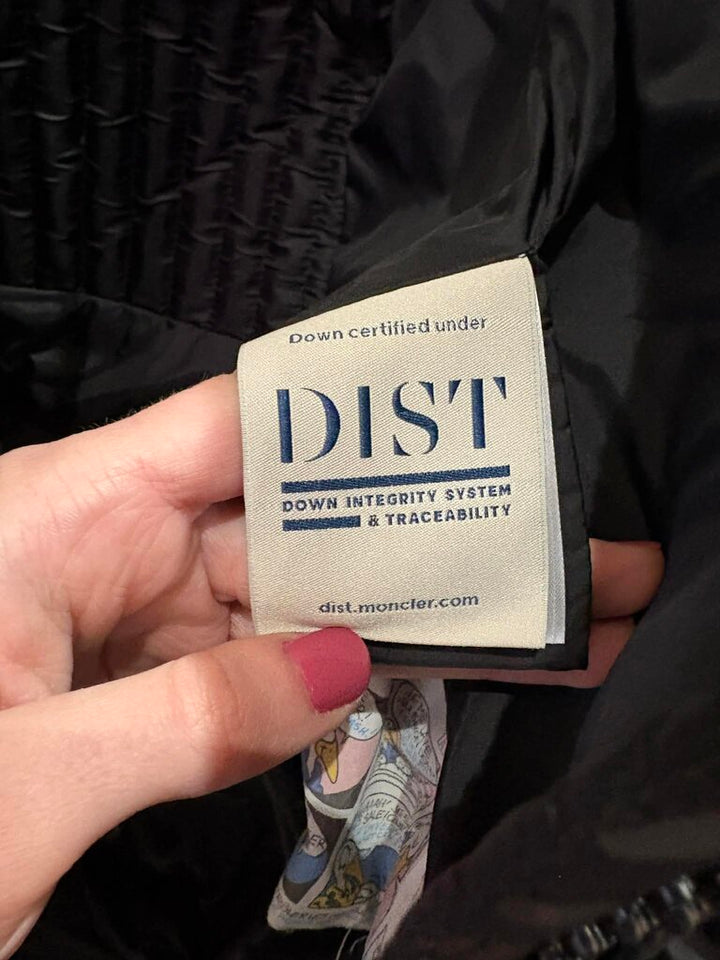 Down certified under
DIST
DOWN INTEGRITY SYSTEM
& TRACEABILITY
dist.moncler.com